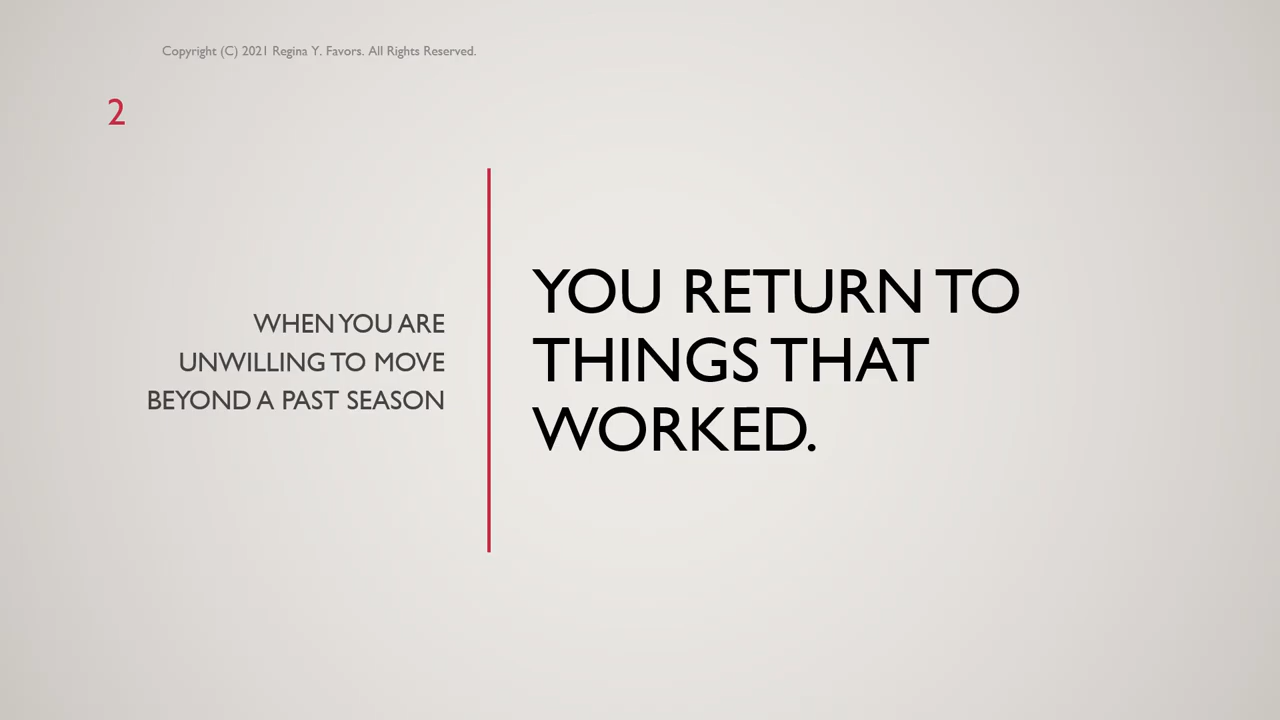 Copyright (C) 2021 Regina Y. Favors. All Rights Reserved.
2
WHEN YOU ARE
UNWILLING TO MOVE
BEYOND A PAST SEASON
YOU RETURN TO
THINGS THAT
WORKED.